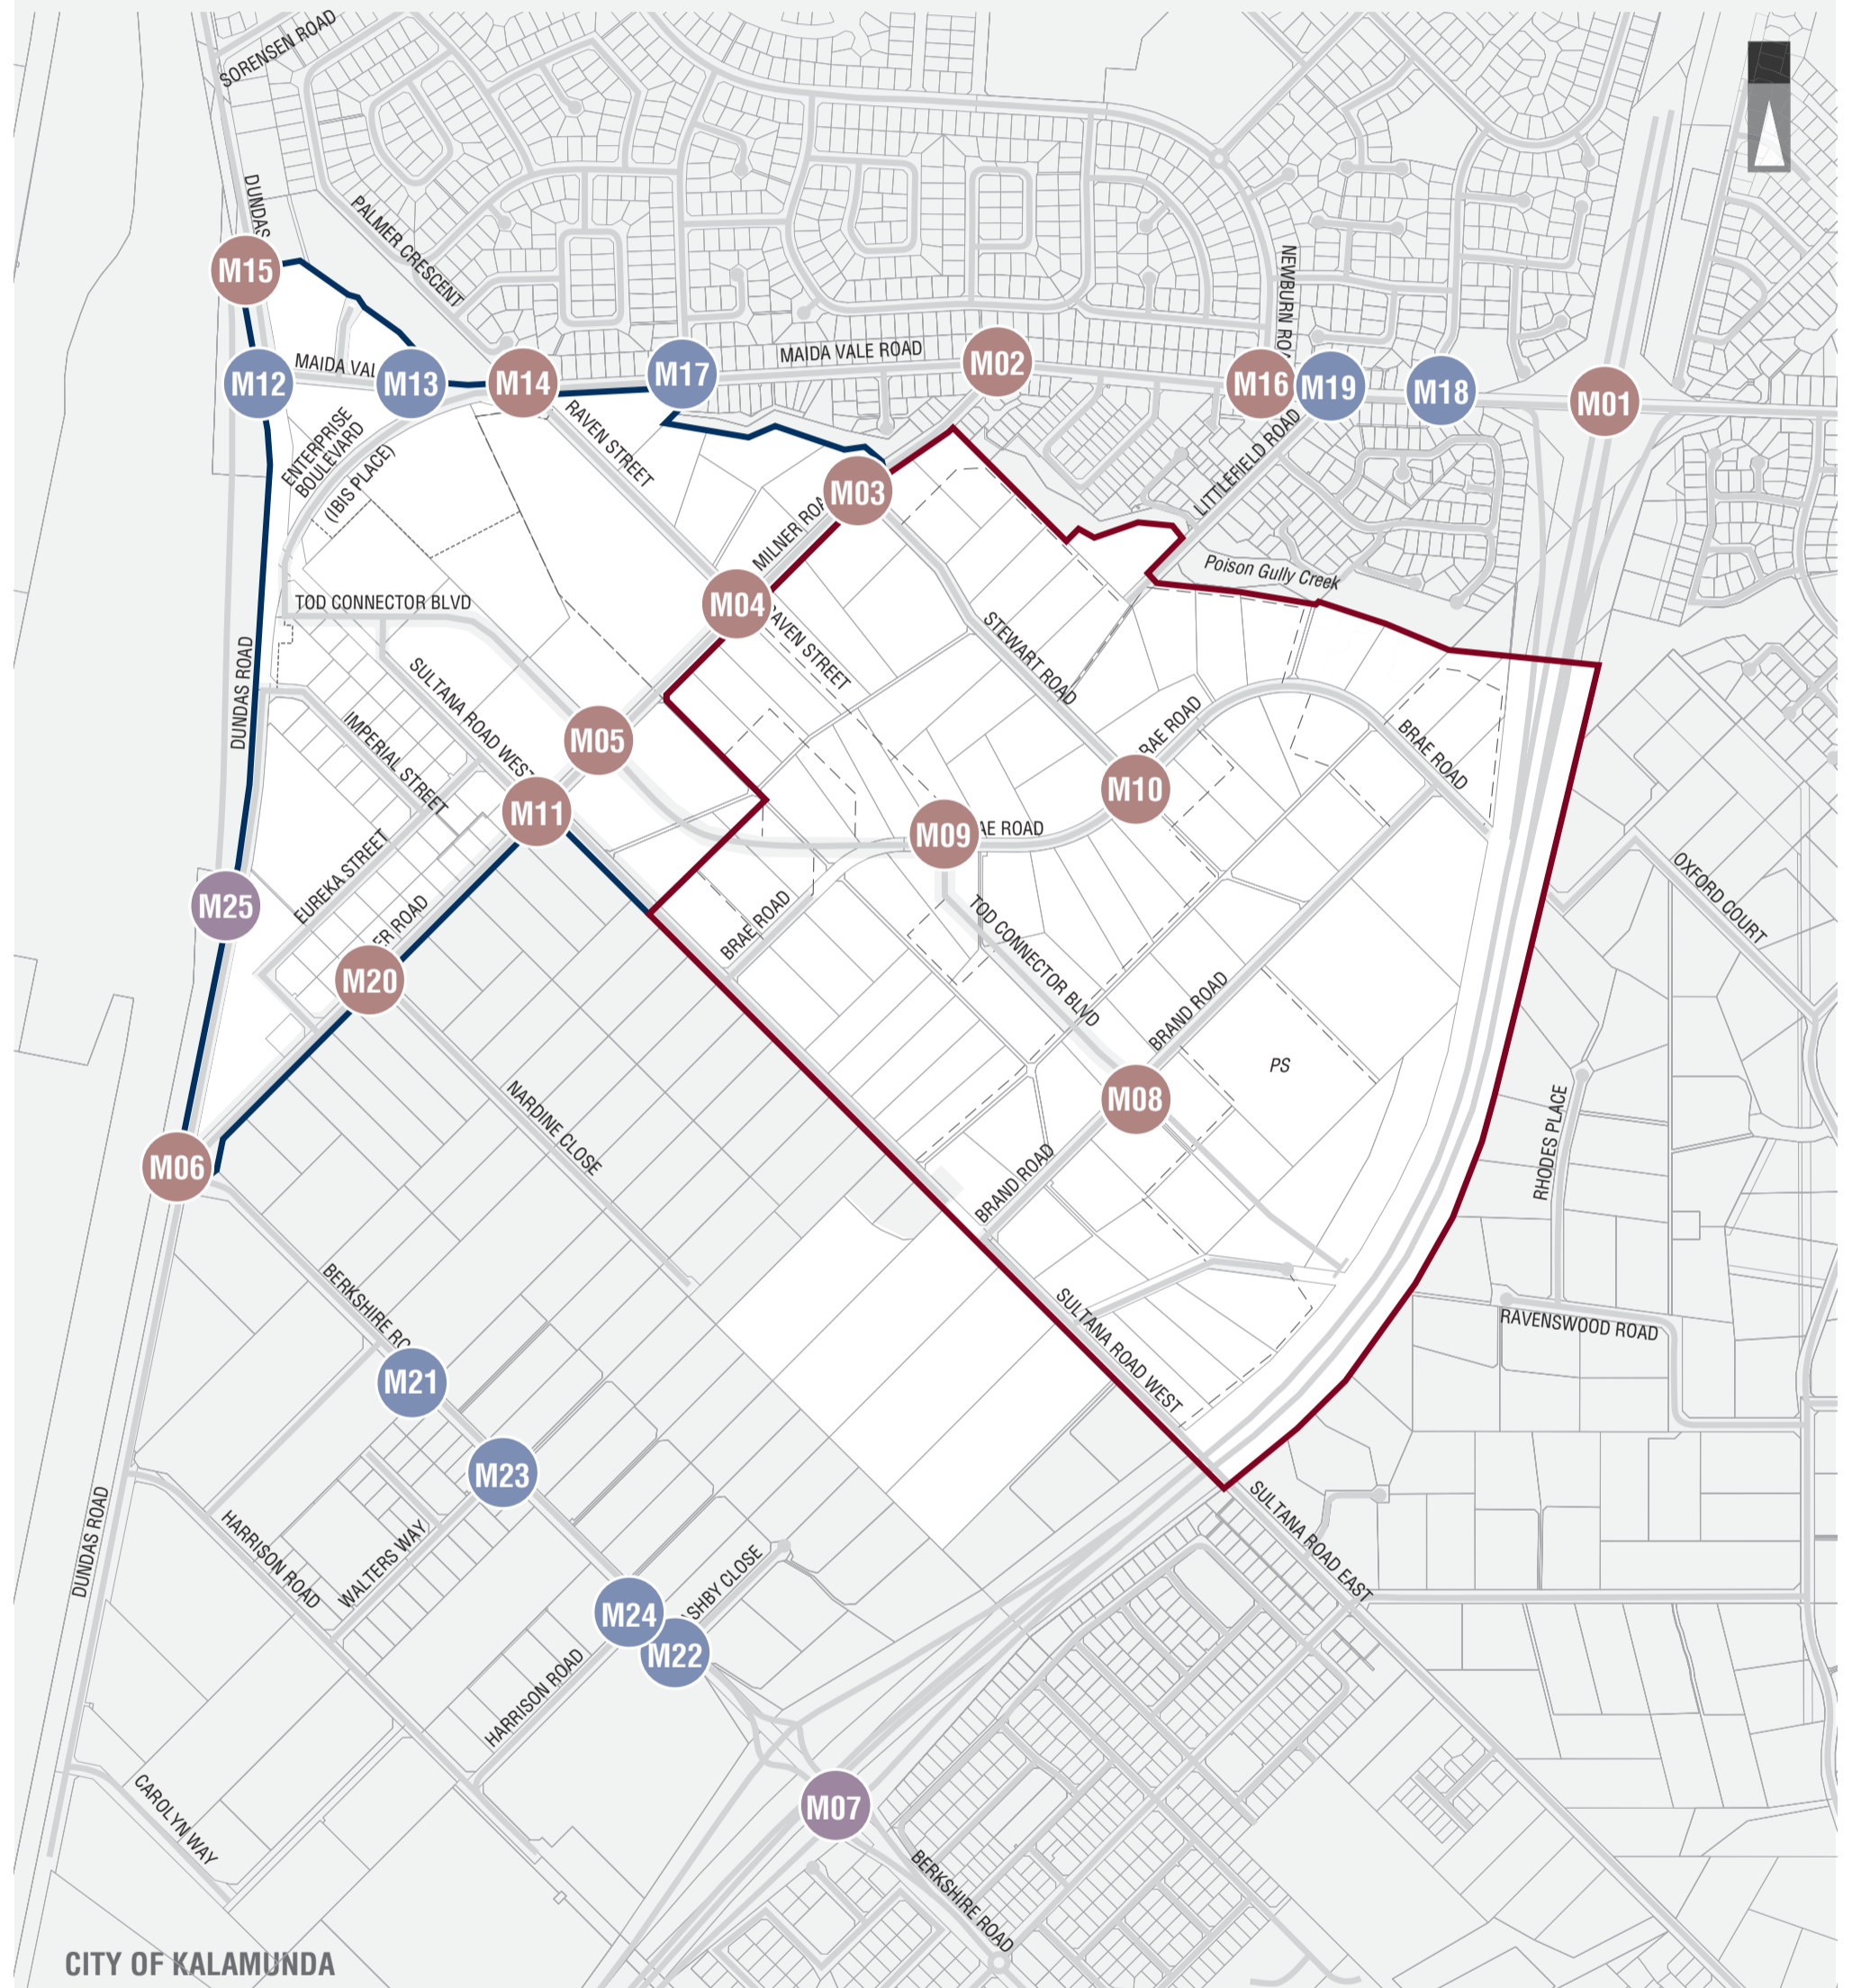 SORENSEN ROAD
DUNDAS
PALMER CRESCENT
M15
NEWBURN ROA
MAIDA VALE ROAD
M02
MAIDA VAL
M12
M13
M14
M17
M16
M19
M18
M01
RAVEN STREET
ENTERPRISE
BOULEVARD
(IBIS PLACE)
LITTLEFIELD ROAD
M03
MILNER ROA
Poison Gully Creek
M04
TOD CONNECTOR BLVD
RAVEN STREET
STEWART ROAD
DUNDAS ROAD
SULTANA ROAD WEST
IMPERIAL STREET
M05
BRAE ROAD
BRAE ROAD
M10
M11
M09
AE ROAD
EUREKA STREET
M25
ER ROAD
BRAE ROAD
OXFORD COURT
TOD CONNECTOR BLVD
M20
BRAND ROAD
PS
M08
NARDINE CLOSE
RHODES PLACE
M06
BRAND ROAD
BERKSHIRE RO
SULTANA ROAD WEST
RAVENSWOOD ROAD
M21
M23
DUNDAS ROAD
HARRISON ROAD
WALTERS WAY
SULTANA ROAD EAST
ASHBY CLOSE
M24
M22
HARRISON ROAD
CAROLYN WAY
M07
BERKSHIRE ROAD
CITY OF KALAMUNDA